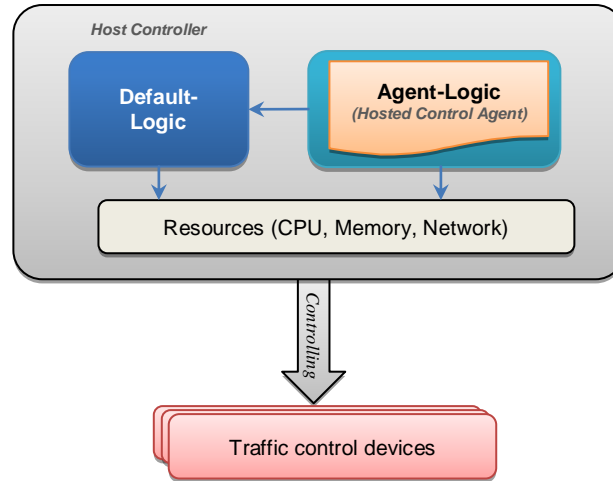 Host Controller
Default-
Logic
Agent-Logic
(Hosted Control Agent)
Resources (CPU, Memory, Network)
Controlling
Traffic control devices